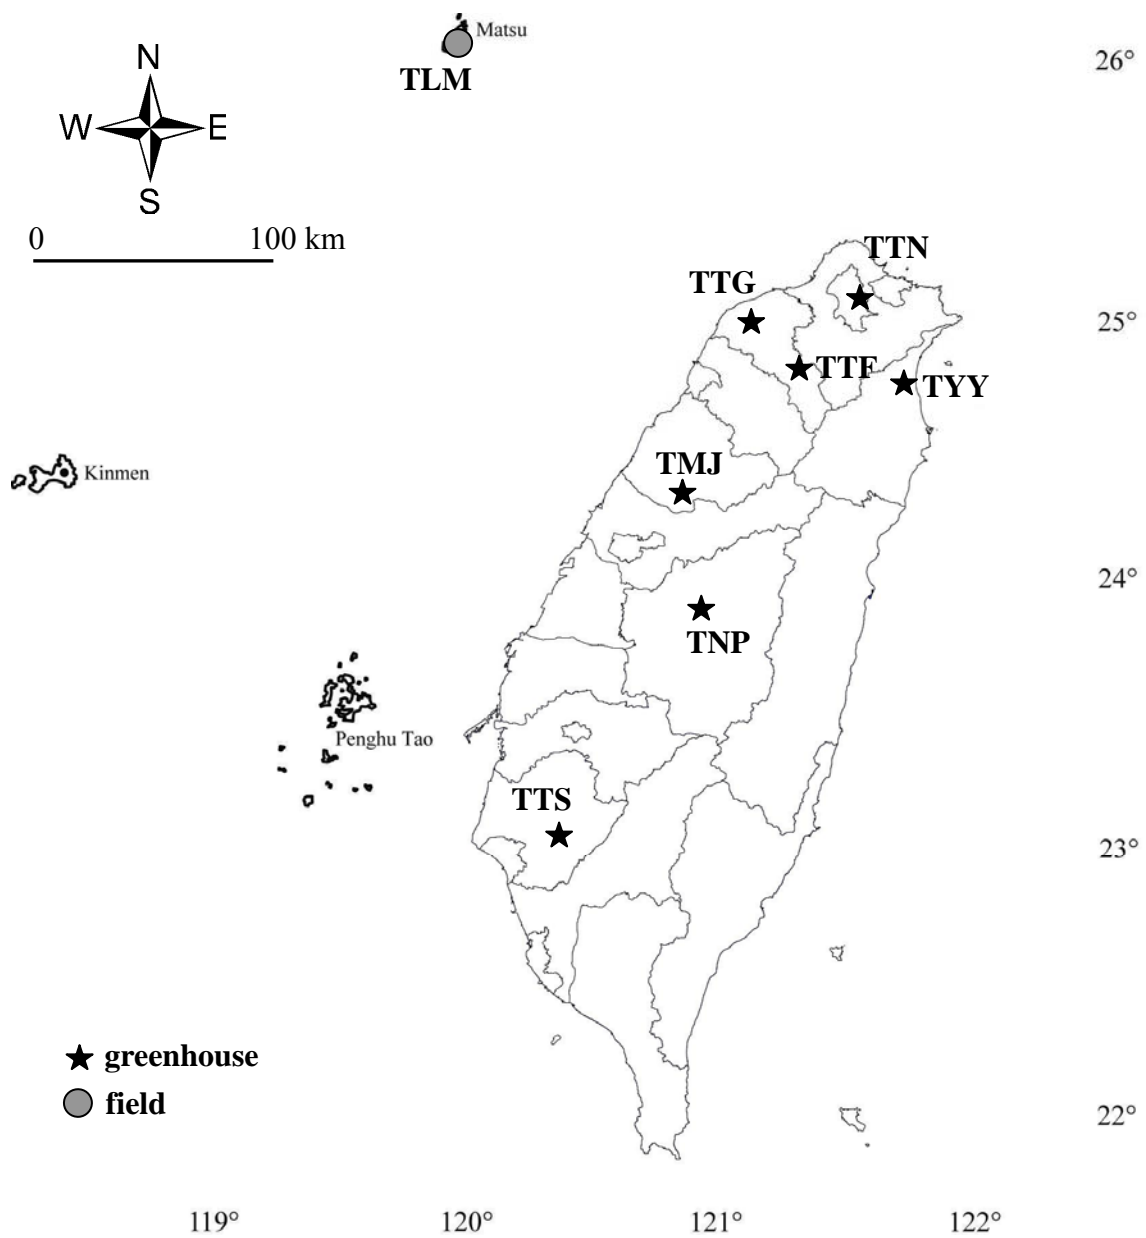 Matsu
TLM
26°
N
W
E
S
0
100 km
TTN
TTG
25°
TTF
TYY
TMJ
Kinmen
24°
TNP
Penghu Tao
TTS
23°
greenhouse
field
22°
119°
120°
121°
122°